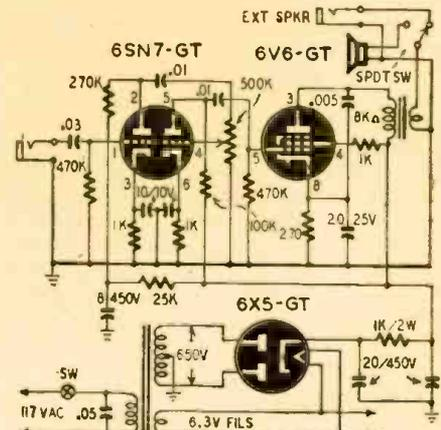 EXT SPKR
6SN7-GT
6V6-GT
SPDT SW
270K
.01
2
5
.01
500K
3
.005
8KΩ
.03
1
4
5
4
1K
470K
3
6
8
10/10V
470K
1K
1K
100K
270
20
25V
8-450V
25K
6X5-GT
1K/2W
650V
20/450V
SW
117 VAC
.05
6.3V FILS